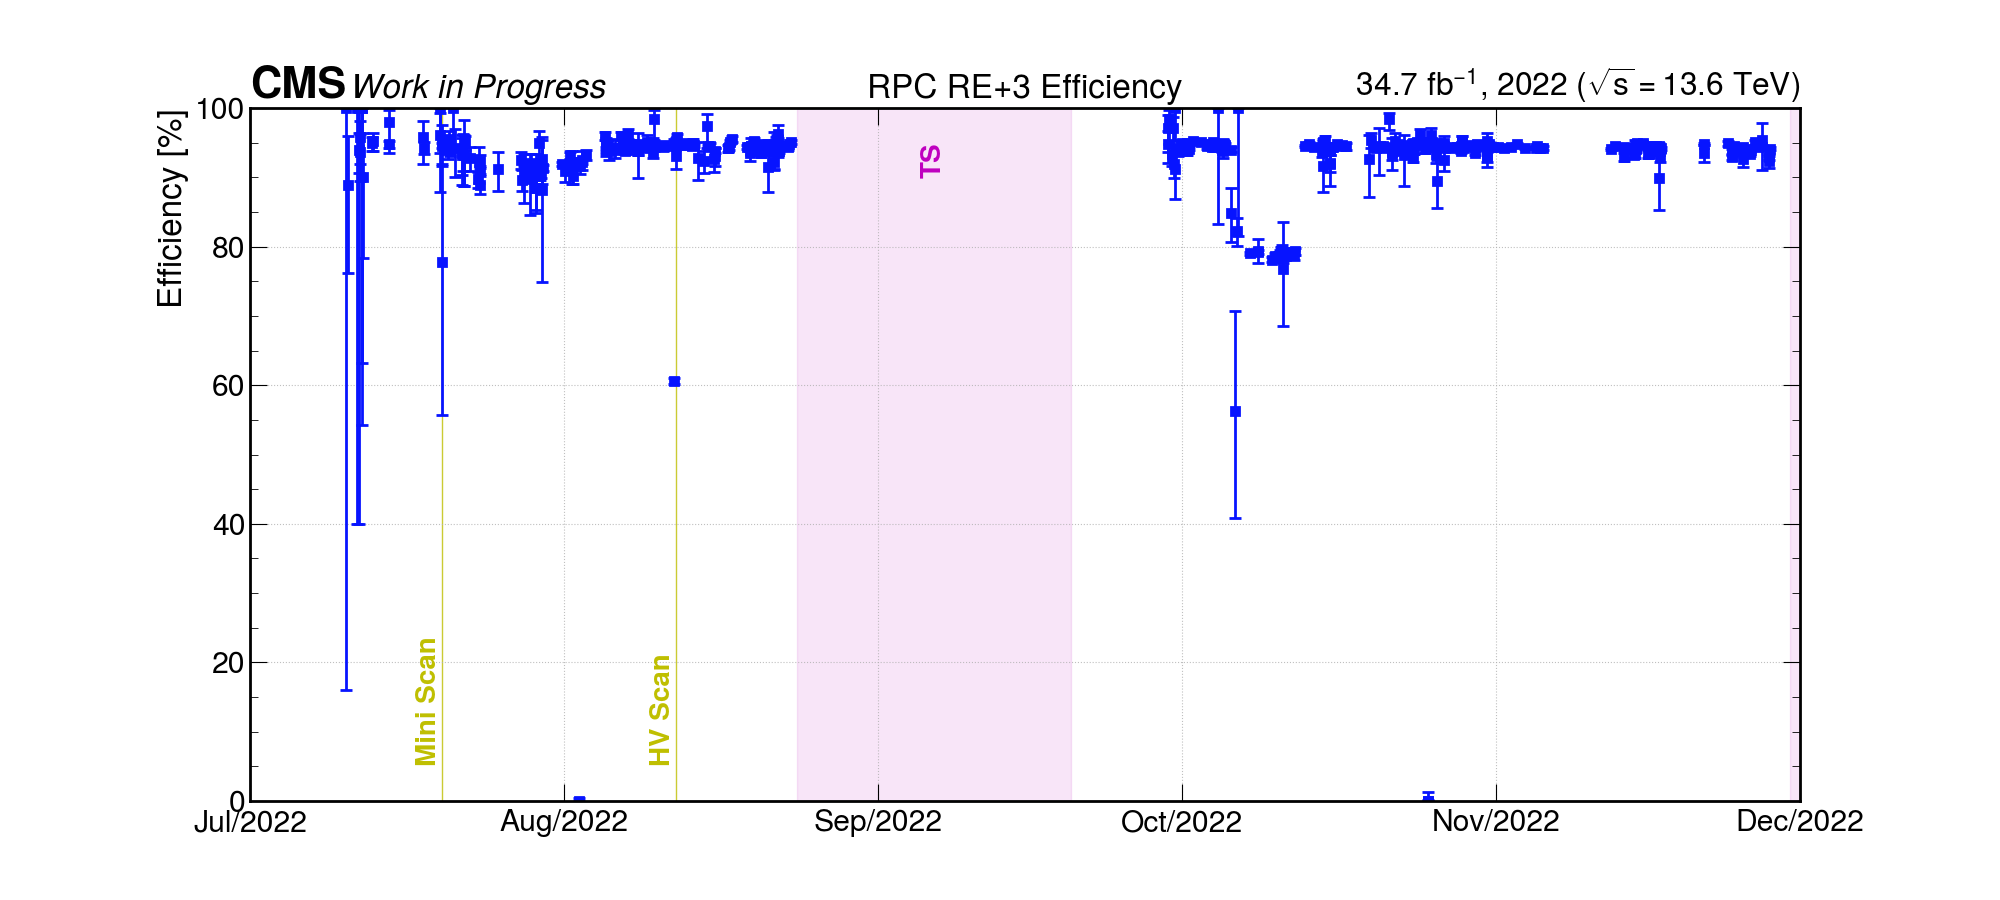 CMS Work in Progress RPC RE+3 Efficiency 34.7 fb⁻¹, 2022 (√s = 13.6 TeV)
Efficiency [%]
100
80
60
40
20
0
TS
Mini Scan
HV Scan
Jul/2022 Aug/2022 Sep/2022 Oct/2022 Nov/2022 Dec/2022